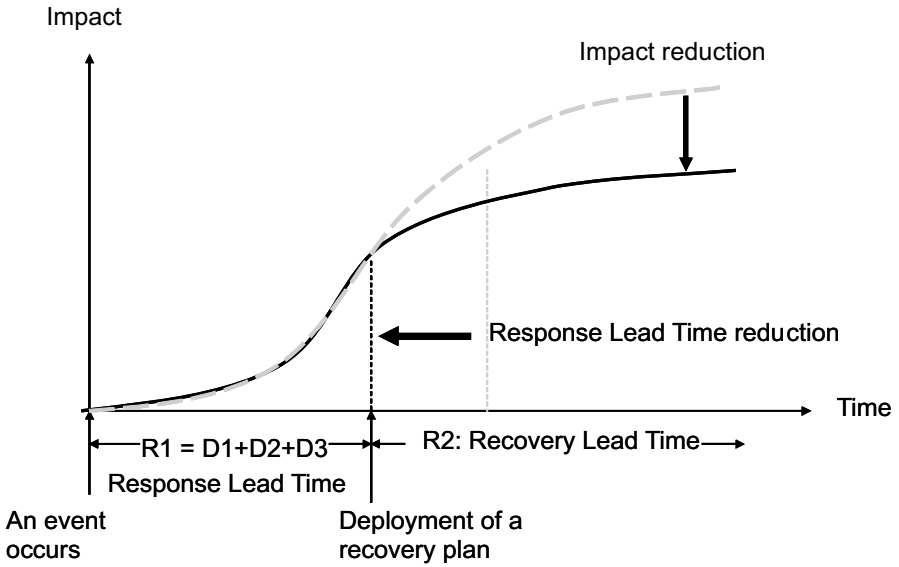 Impact
Impact reduction
Response Lead Time reduction
Time
R1 = D1+D2+D3
R2: Recovery Lead Time
Response Lead Time
An event
occurs
Deployment of a
recovery plan